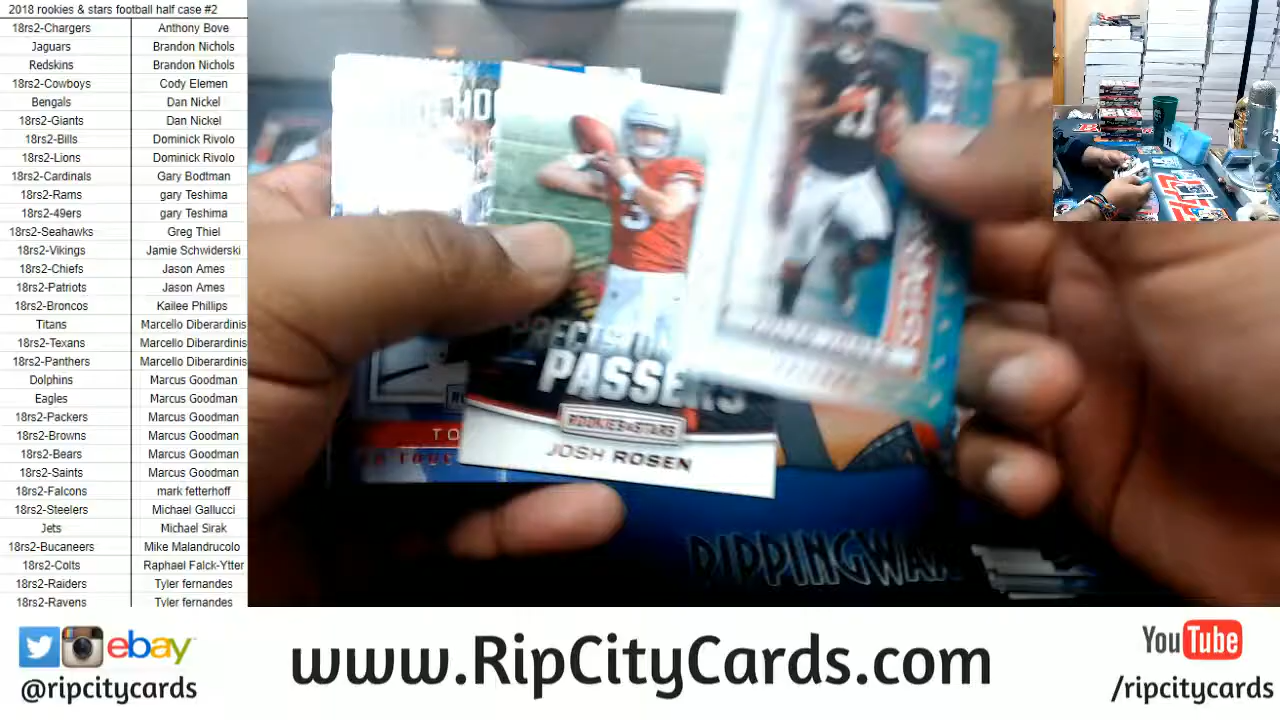 2018 rookies & stars football half case #2
18rs2-Chargers Anthony Bove
Jaguars Brandon Nichols
Redskins Brandon Nichols
18rs2-Cowboys Cody Elemen
Bengals Dan Nickel
18rs2-Giants Dan Nickel
18rs2-Bills Dominick Rivolo
18rs2-Lions Dominick Rivolo
18rs2-Cardinals Gary Bodtman
18rs2-Rams gary Teshima
18rs2-49ers gary Teshima
18rs2-Seahawks Greg Thiel
18rs2-Vikings Jamie Schwiderski
18rs2-Chiefs Jason Ames
18rs2-Patriots Jason Ames
18rs2-Broncos Kailee Phillips
Titans Marcello Diberardinis
18rs2-Texans Marcello Diberardinis
18rs2-Panthers Marcello Diberardinis
Dolphins Marcus Goodman
Eagles Marcus Goodman
18rs2-Packers Marcus Goodman
18rs2-Browns Marcus Goodman
18rs2-Bears Marcus Goodman
18rs2-Saints Marcus Goodman
18rs2-Falcons mark fetterhoff
18rs2-Steelers Michael Gallucci
Jets Michael Sirak
18rs2-Bucaneers Mike Malandrucolo
18rs2-Colts Raphael Falck-Ytter
18rs2-Raiders Tyler fernandes
18rs2-Ravens Tyler fernandes
PASSERS
ROOKIES & STARS
JOSH ROSEN
TO
ebay
@ripcitycards
www.RipCityCards.com
YouTube
/ripcitycards